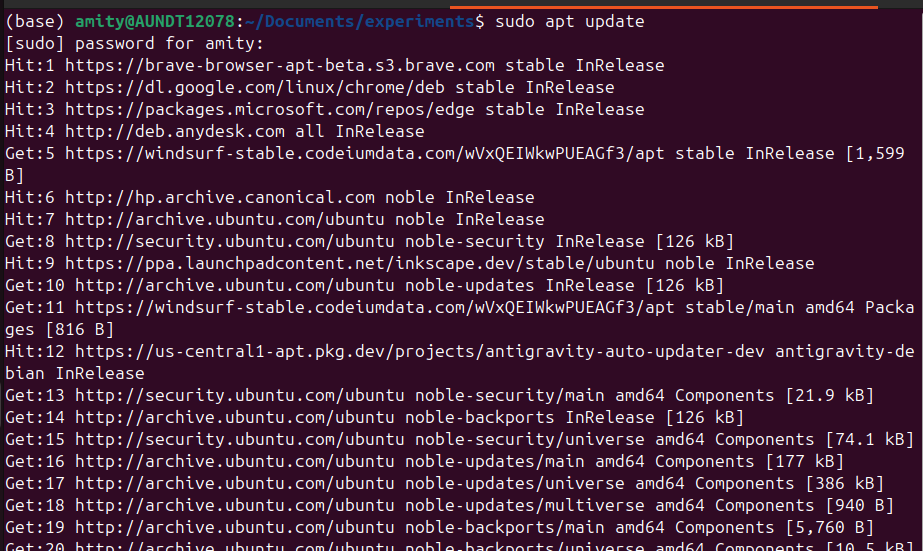 (base) amity@AUNDT12078:~/Documents/experiments$ sudo apt update
[sudo] password for amity:
Hit:1 https://brave-browser-apt-beta.s3.brave.com stable InRelease
Hit:2 https://dl.google.com/linux/chrome/deb stable InRelease
Hit:3 https://packages.microsoft.com/repos/edge stable InRelease
Hit:4 http://deb.anydesk.com all InRelease
Get:5 https://windsurf-stable.codeiumdata.com/wVxQEIWkwPUEAGf3/apt stable InRelease [1,599
B]
Hit:6 http://hp.archive.canonical.com noble InRelease
Hit:7 http://archive.ubuntu.com/ubuntu noble InRelease
Get:8 http://security.ubuntu.com/ubuntu noble-security InRelease [126 kB]
Hit:9 https://ppa.launchpadcontent.net/inkscape.dev/stable/ubuntu noble InRelease
Get:10 http://archive.ubuntu.com/ubuntu noble-updates InRelease [126 kB]
Get:11 https://windsurf-stable.codeiumdata.com/wVxQEIWkwPUEAGf3/apt stable/main amd64 Packa
ges [816 B]
Hit:12 https://us-central1-apt.pkg.dev/projects/antigravity-auto-updater-dev antigravity-de
bian InRelease
Get:13 http://security.ubuntu.com/ubuntu noble-security/main amd64 Components [21.9 kB]
Get:14 http://archive.ubuntu.com/ubuntu noble-backports InRelease [126 kB]
Get:15 http://security.ubuntu.com/ubuntu noble-security/universe amd64 Components [74.1 kB]
Get:16 http://archive.ubuntu.com/ubuntu noble-updates/main amd64 Components [177 kB]
Get:17 http://archive.ubuntu.com/ubuntu noble-updates/universe amd64 Components [386 kB]
Get:18 http://archive.ubuntu.com/ubuntu noble-updates/multiverse amd64 Components [940 B]
Get:19 http://archive.ubuntu.com/ubuntu noble-backports/main amd64 Components [5,760 B]
Get:20 http://archive.ubuntu.com/ubuntu noble-backports/universe amd64 Components [10.5 kB]